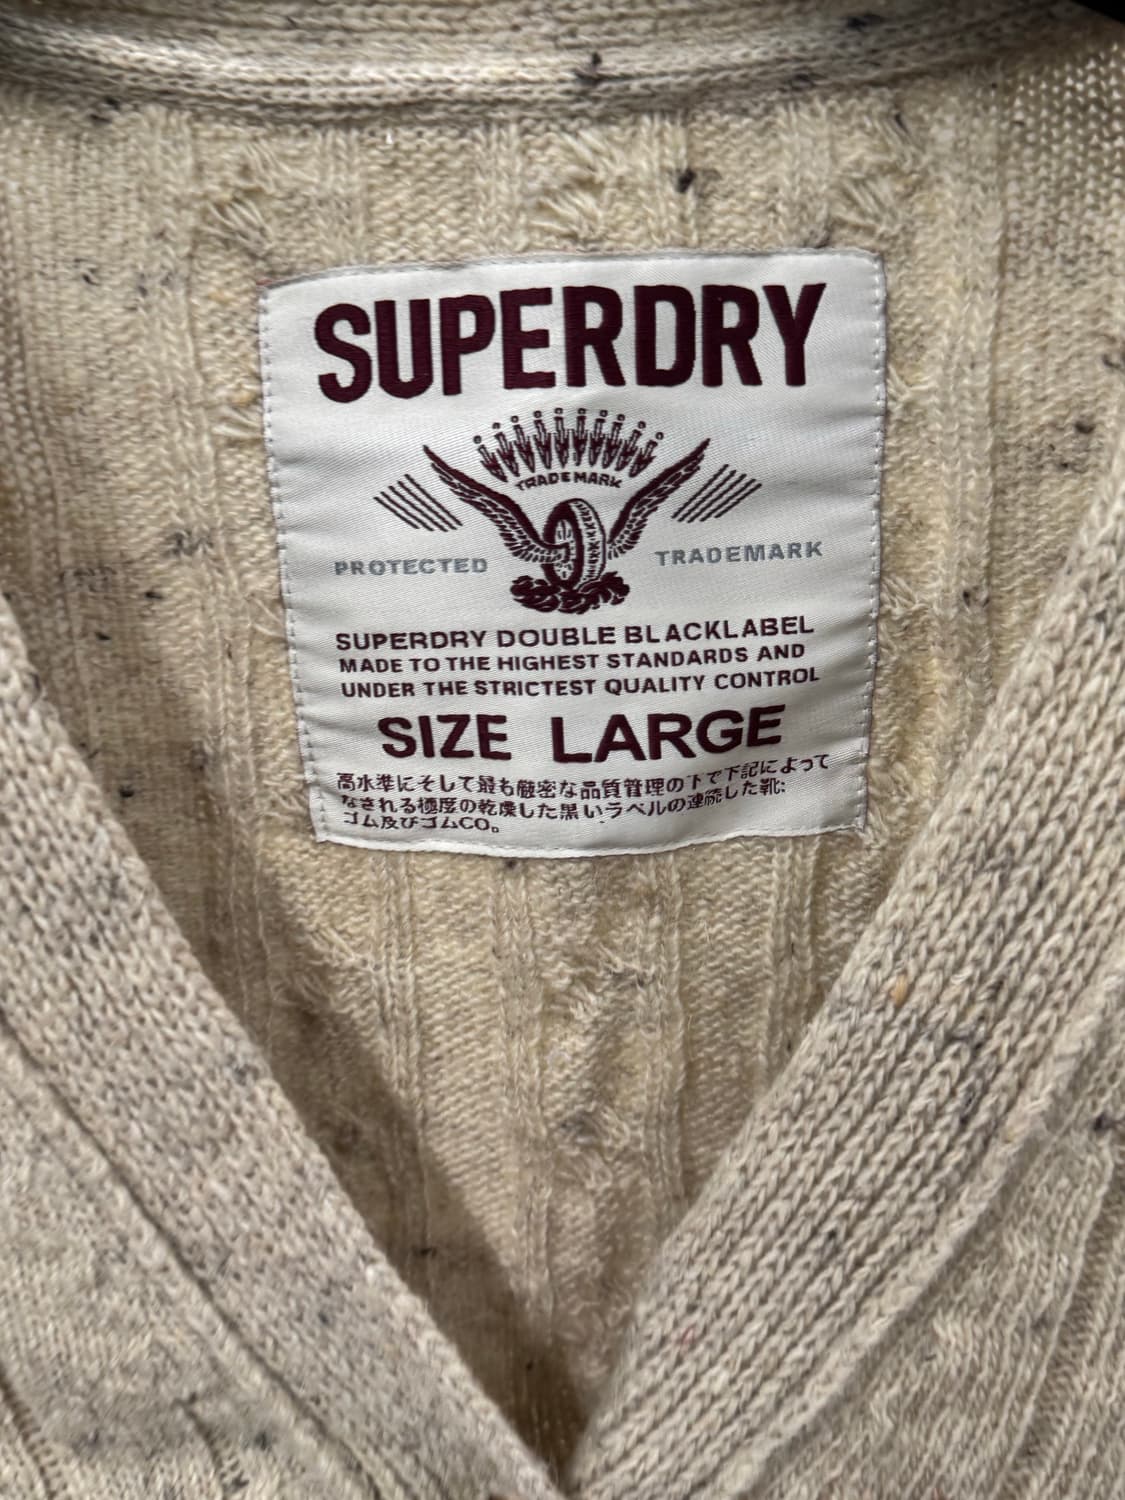 SUPERDRY
TRADEMARK
PROTECTED TRADEMARK
SUPERDRY DOUBLE BLACKLABEL
MADE TO THE HIGHEST STANDARDS AND
UNDER THE STRICTEST QUALITY CONTROL
SIZE LARGE
高水準にそして最も厳密な品質管理の下で下記によって
なされる極度の乾燥した黒いラベルの連続した靴:
ゴム及びゴムCO。